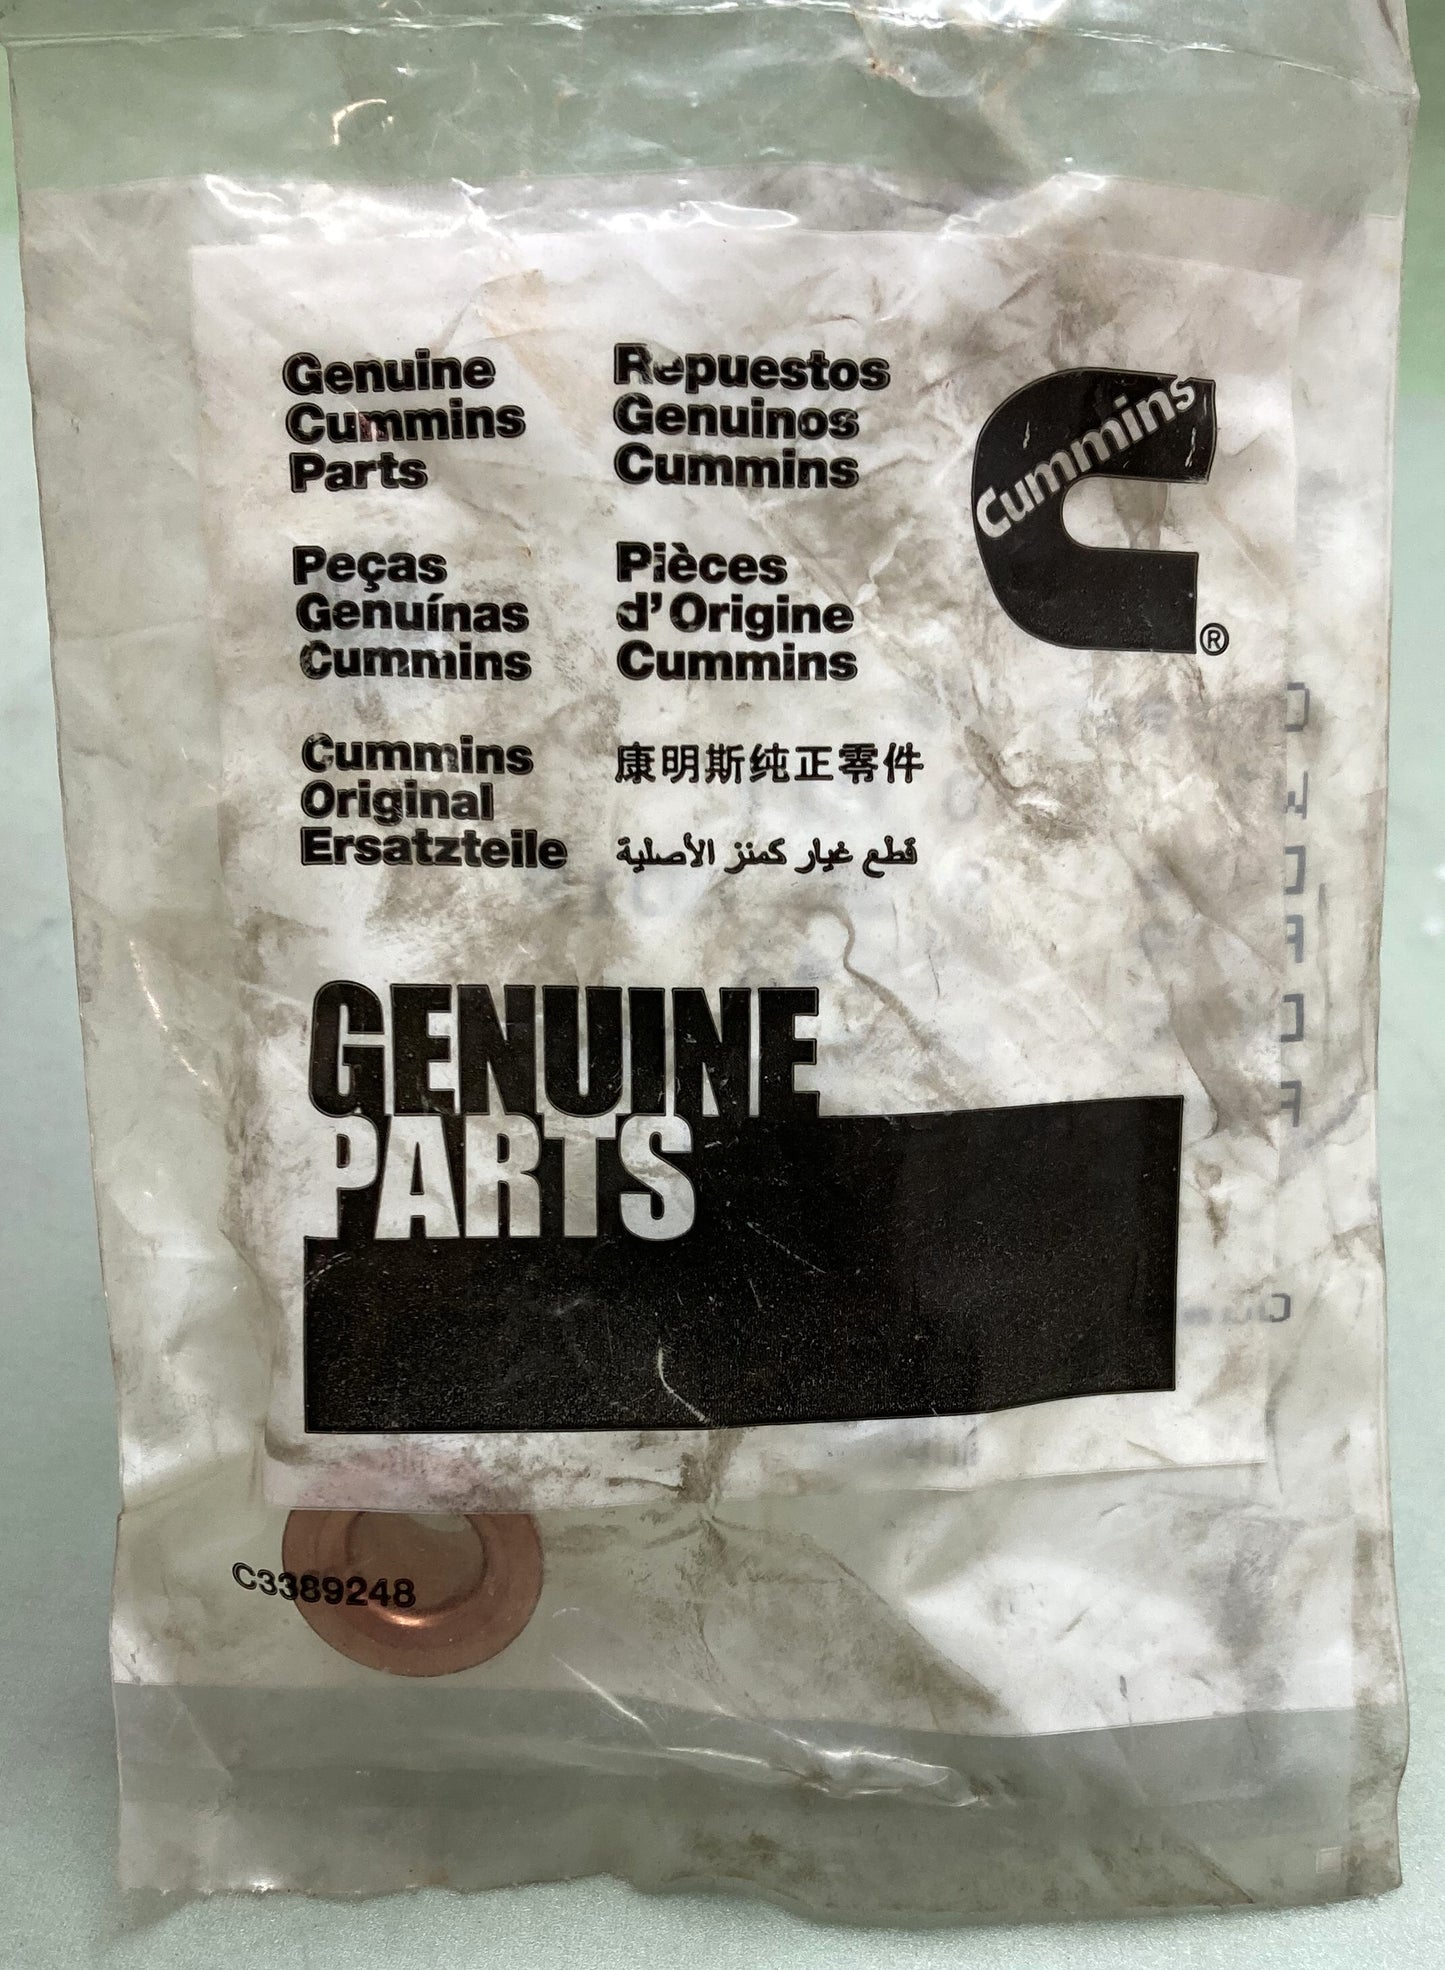 Genuine
Cummins
Parts
Repuestos
Genuinos
Cummins
Cummins
®
Peças
Genuínas
Cummins
Pièces
d'Origine
Cummins
Cummins
Original
Ersatzteile
康明斯纯正零件
قطع غيار كمنز الأصلية
GENUINE
PARTS
C3389248